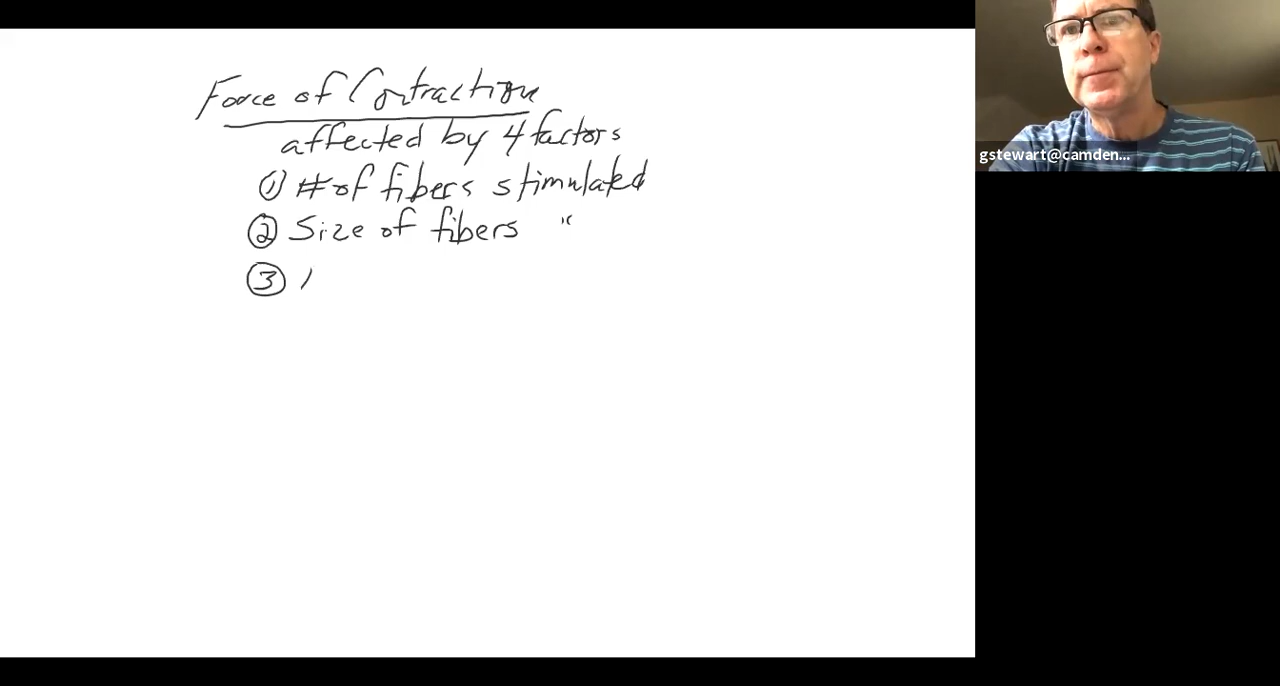 Force of Contraction
affected by 4 factors
① # of fibers stimulated
② Size of fibers "
③
gstewart@camden...